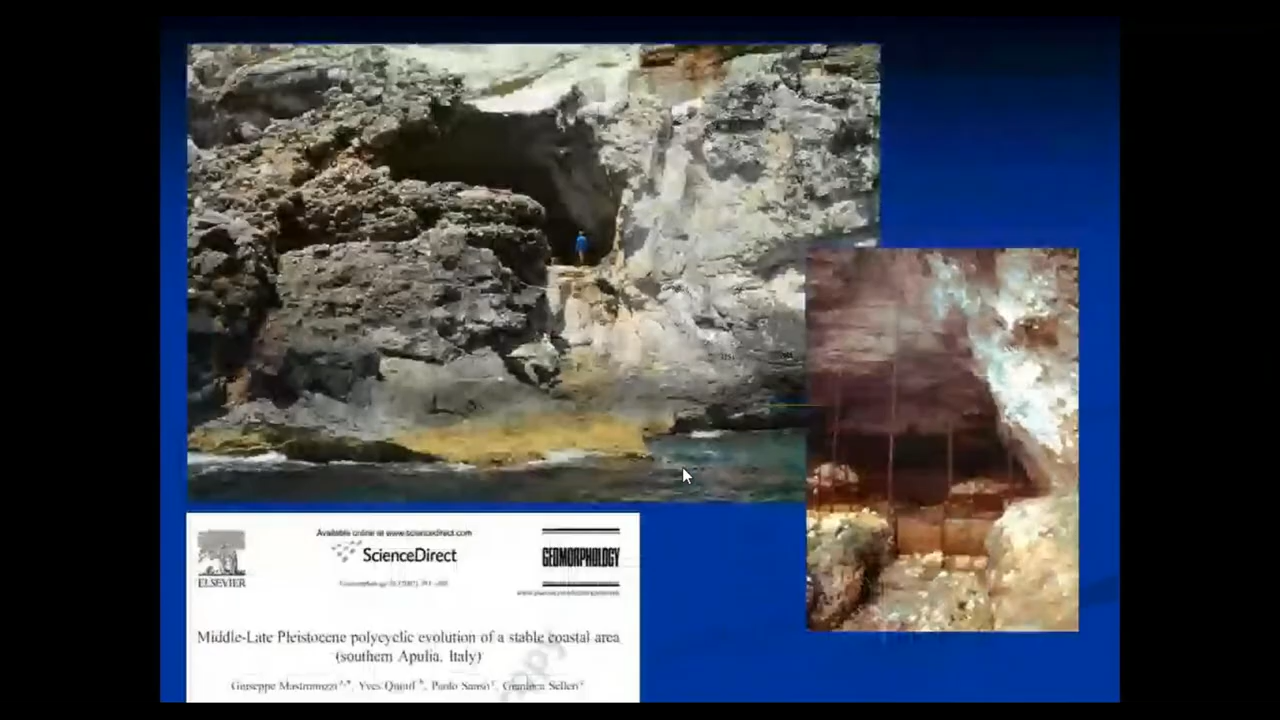 Available online at www.sciencedirect.com
ScienceDirect
ELSEVIER
GEOMORPHOLOGY
Middle-Late Pleistocene polycyclic evolution of a stable coastal area
(southern Apulia, Italy)
Giuseppe Mastronuzzi, Yves Quinif, Paolo Sansò, Gianluca Selleri
copy